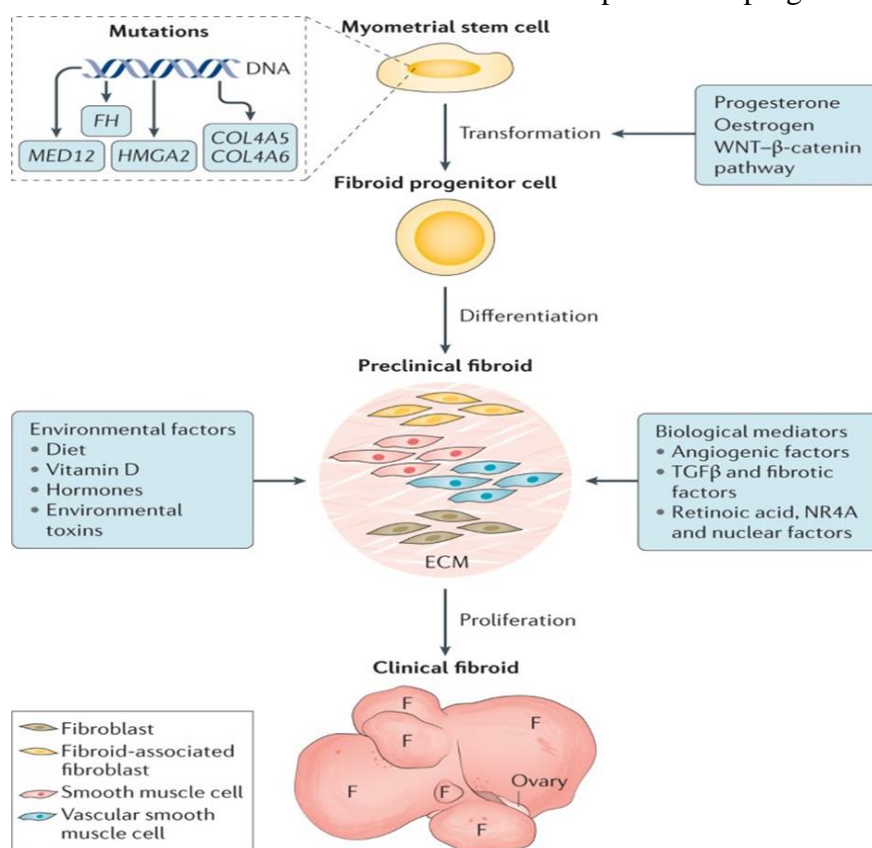 Mutations
DNA
FH
MED12
HMGA2
COL4A5
COL4A6
Myometrial stem cell
Transformation
Progesterone
Oestrogen
WNT–β-catenin
pathway
Fibroid progenitor cell
Differentiation
Preclinical fibroid
Environmental factors
• Diet
• Vitamin D
• Hormones
• Environmental
toxins
ECM
Biological mediators
• Angiogenic factors
• TGFβ and fibrotic
factors
• Retinoic acid, NR4A
and nuclear factors
Proliferation
Clinical fibroid
Fibroblast
Fibroid-associated
fibroblast
Smooth muscle cell
Vascular smooth
muscle cell
F
F
F
F
F
Ovary
F